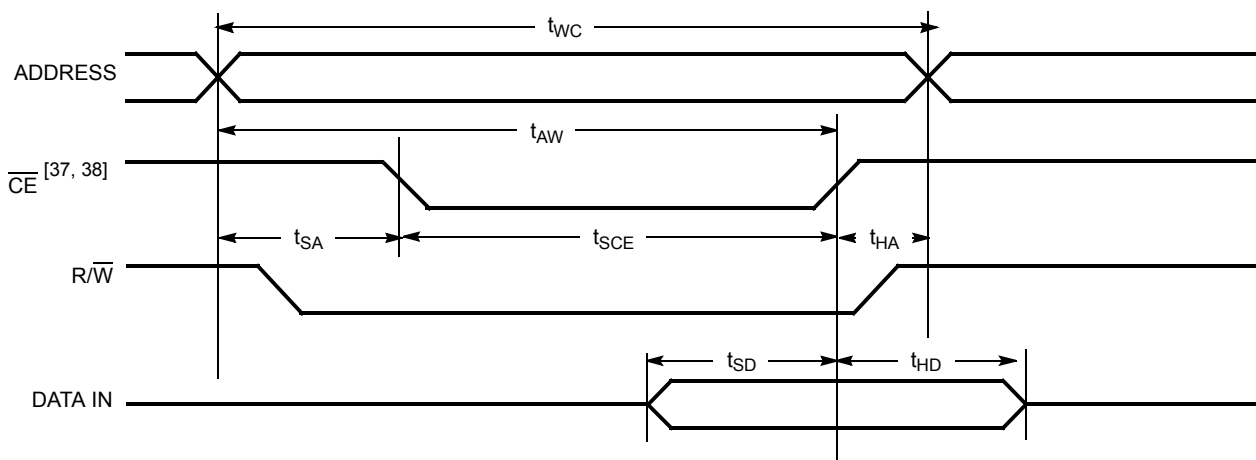 tWC
ADDRESS
tAW
CE [37, 38]
tSA
tSCE
tHA
R/W
tSD
tHD
DATA IN